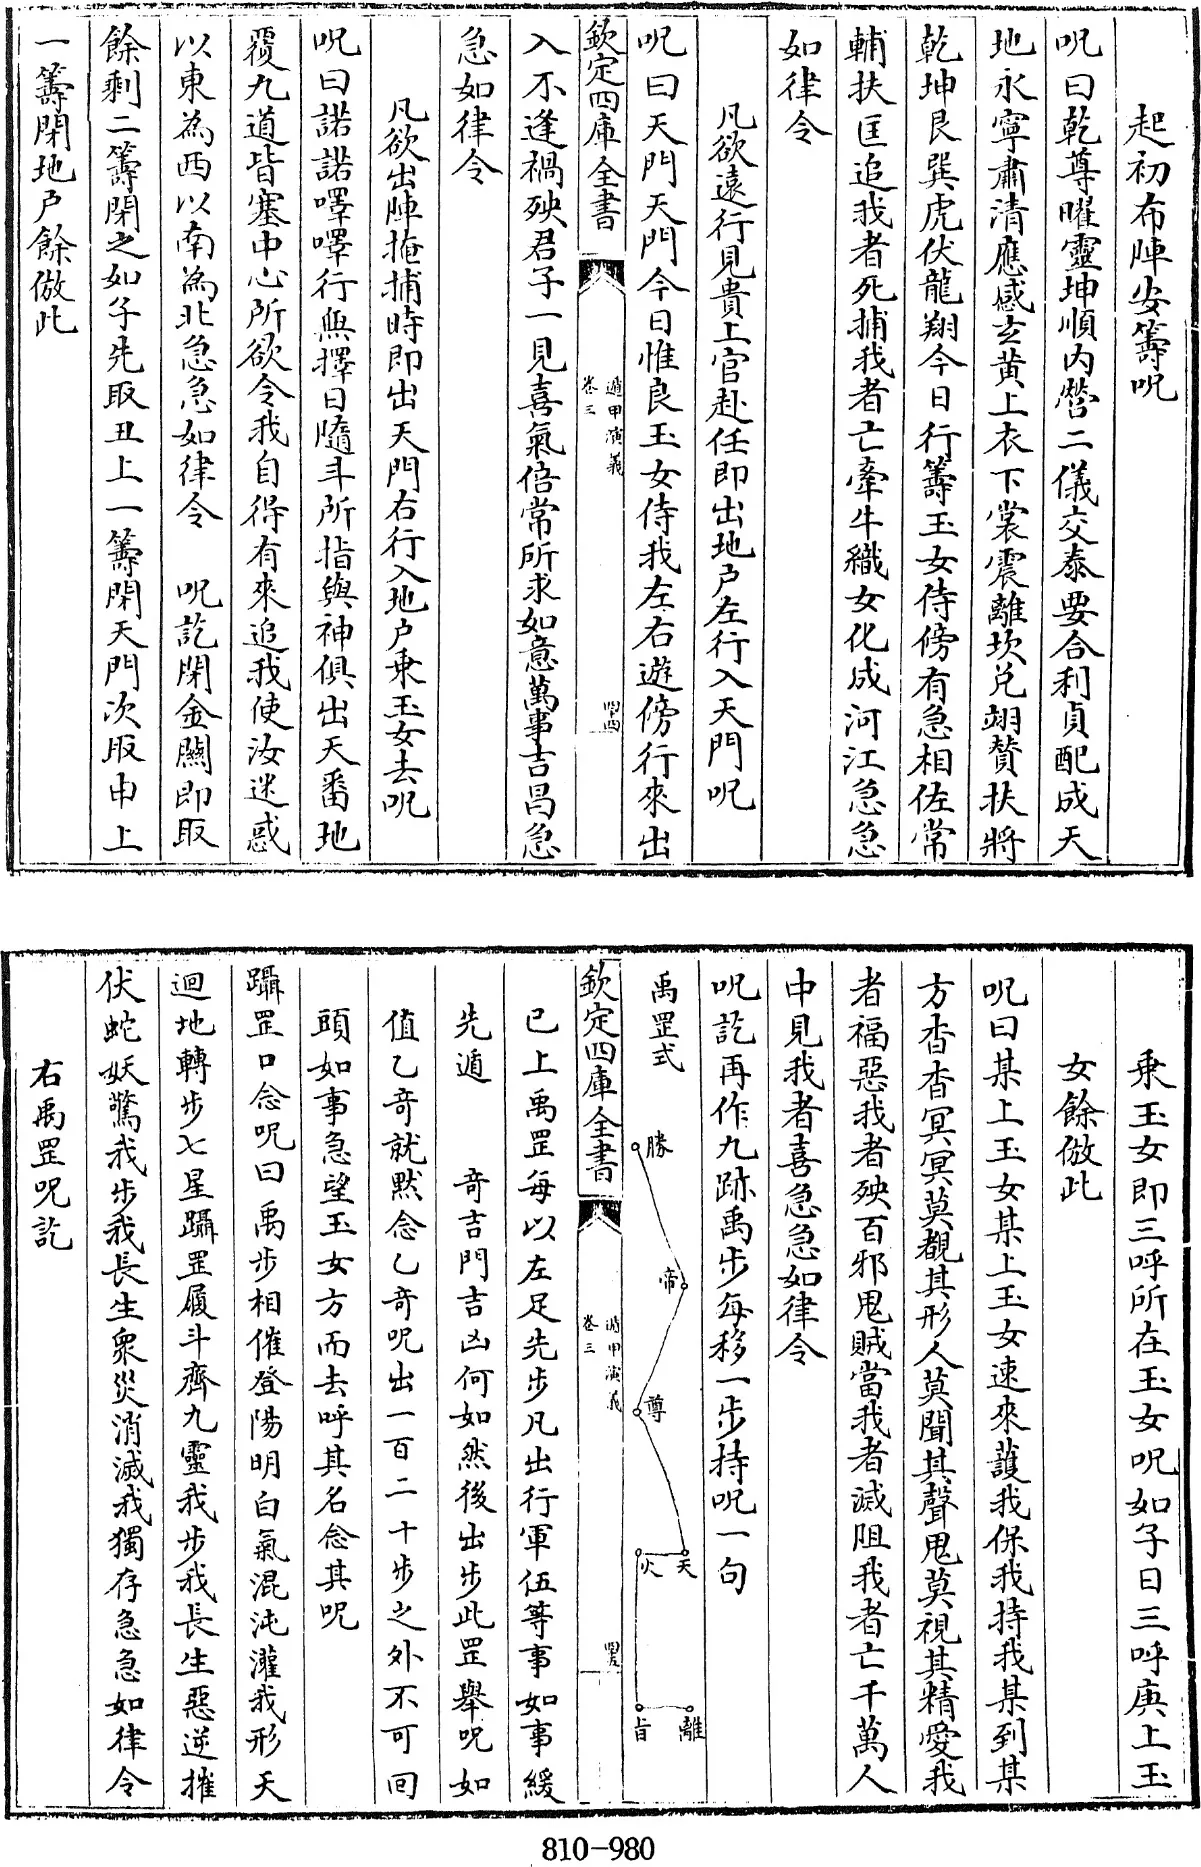 起初布陣安籌呪
呪曰乾尊曜靈坤順内營二儀交泰要合利貞配成天
地永寧肅清應感玄黄上衣下裳震離坎兑翊贊扶將
乾坤艮巽虎伏龍翔今日行籌玉女侍傍有急相佐常
輔扶匡追我者死捕我者亡牽牛織女化成河江急急
如律令
凡欲遠行見貴上官赴任即出地户左行入天門呪
呪曰天門天門今日惟良玉女侍我左右遊傍行來出
欽定四庫全書
遁甲演義
卷三
四四
入不逢禍殃君子一見喜氣倍常所求如意萬事吉昌急
急如律令
凡欲出陣掩捕時即出天門右行入地户乘玉女去呪
呪曰諾諾嚁嚁行無擇日隨斗所指與神俱出天番地
覆九道皆塞中心所欲令我自得有來追我使汝迷惑
以東為西以南為北急急如律令　呪訖閉金關即取
餘剩二籌閉之如子先取丑上一籌閉天門次取申上
一籌閉地户餘倣此
乘玉女即三呼所在玉女呪如子日三呼庚上玉
女餘倣此
呪曰某上玉女某上玉女速來護我保我持我某到某
方杳杳冥冥莫覩其形人莫聞其聲鬼莫視其精愛我
者福惡我者殃百邪鬼賊當我者滅阻我者亡千萬人
中見我者喜急急如律令
呪訖再作九跡禹步每移一步持呪一句
禹罡式
勝
帝
尊
天
火
離
旨
欽定四庫全書
遁甲演義
卷三
四五
已上禹罡每以左足先步凡出行軍伍等事如事緩
先遁　奇吉門吉凶何如然後出步此罡舉呪如
值乙奇就黙念乙奇呪出一百二十步之外不可回
頭如事急望玉女方而去呼其名念其呪
躡罡口念呪曰禹步相催登陽明白氣混沌灌我形天
迴地轉步七星躡罡履斗齊九靈我步我長生惡逆摧
伏蛇妖驚我步我長生衆災消滅我獨存急急如律令
右禹罡呪訖
810-980